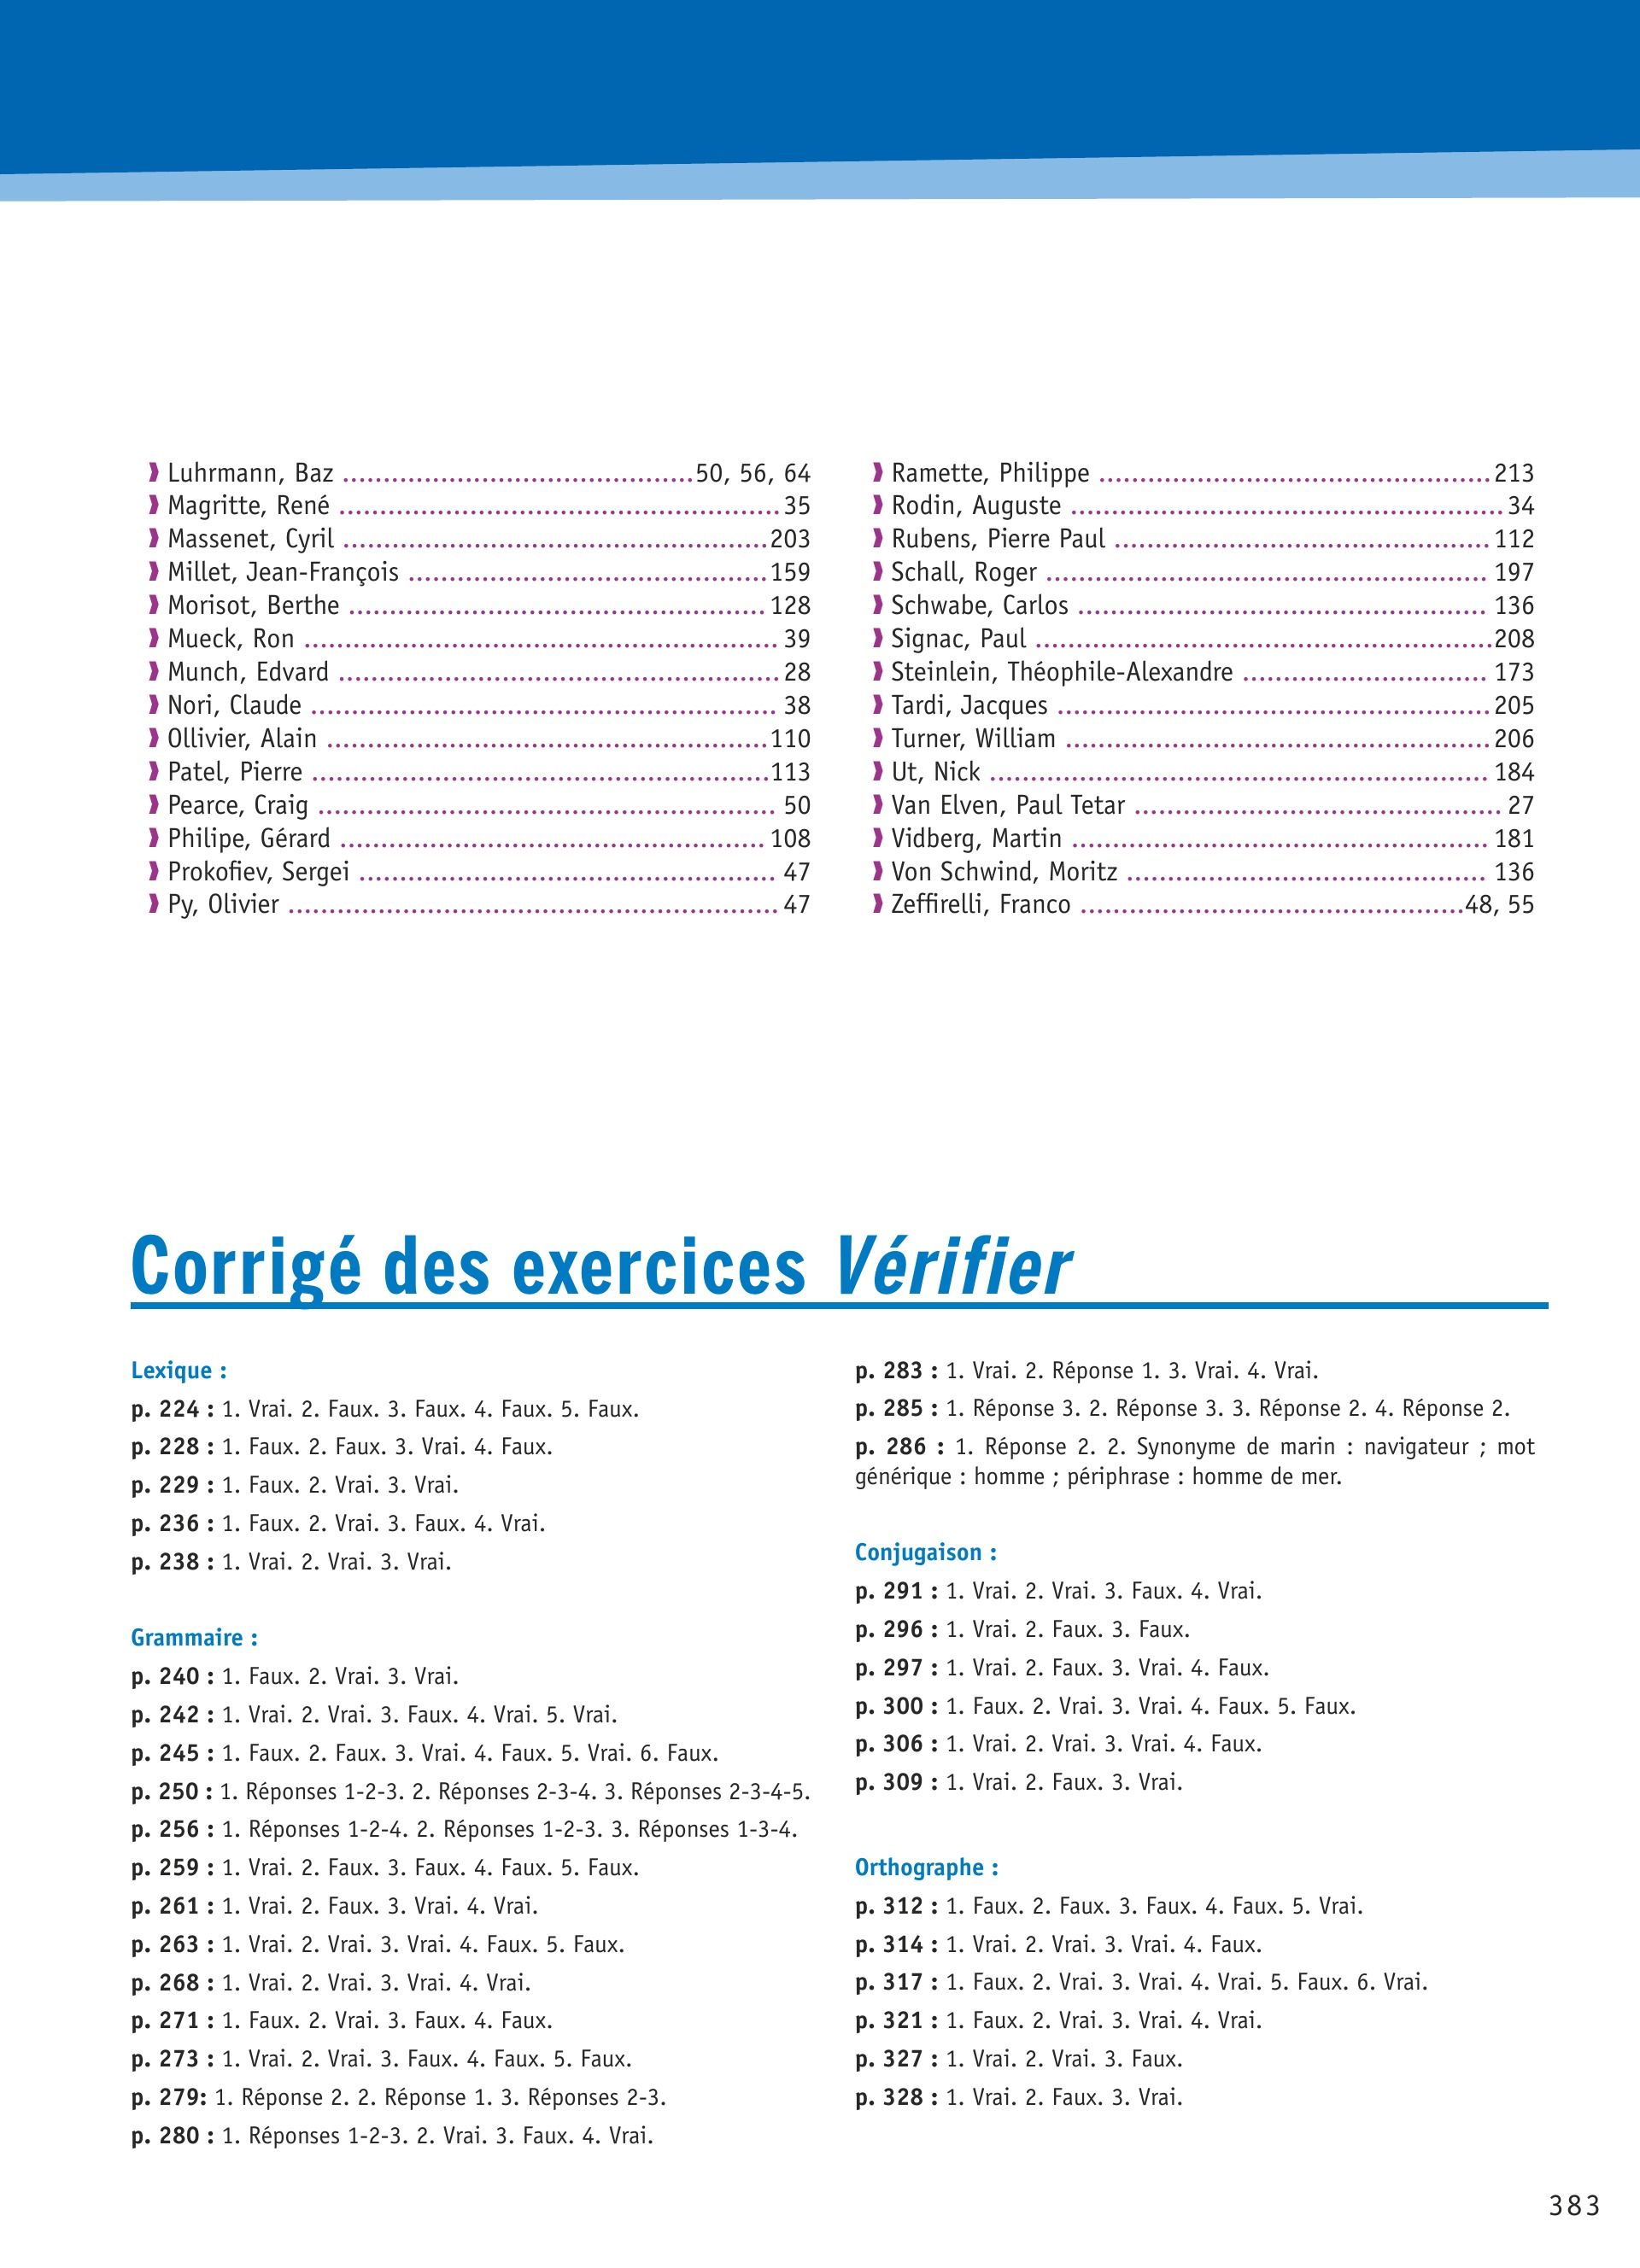 ❱ Luhrmann, Baz ..............................................50, 56, 64
❱ Magritte, René ......................................................35
❱ Massenet, Cyril ....................................................203
❱ Millet, Jean-François ............................................159
❱ Morisot, Berthe ................................................... 128
❱ Mueck, Ron .......................................................... 39
❱ Munch, Edvard ......................................................28
❱ Nori, Claude ......................................................... 38
❱ Ollivier, Alain ......................................................110
❱ Patel, Pierre ........................................................113
❱ Pearce, Craig ........................................................ 50
❱ Philipe, Gérard .................................................... 108
❱ Prokofiev, Sergei ................................................... 47
❱ Py, Olivier ............................................................ 47
❱ Ramette, Philippe ................................................213
❱ Rodin, Auguste ..................................................... 34
❱ Rubens, Pierre Paul .............................................. 112
❱ Schall, Roger ...................................................... 197
❱ Schwabe, Carlos .................................................. 136
❱ Signac, Paul ........................................................208
❱ Steinlein, Théophile-Alexandre .............................. 173
❱ Tardi, Jacques .....................................................205
❱ Turner, William ....................................................206
❱ Ut, Nick ............................................................. 184
❱ Van Elven, Paul Tetar ............................................. 27
❱ Vidberg, Martin ................................................... 181
❱ Von Schwind, Moritz ............................................ 136
❱ Zeffirelli, Franco ...............................................48, 55
Corrigé des exercices Vérifier
Lexique :
p. 224 : 1. Vrai. 2. Faux. 3. Faux. 4. Faux. 5. Faux.
p. 228 : 1. Faux. 2. Faux. 3. Vrai. 4. Faux.
p. 229 : 1. Faux. 2. Vrai. 3. Vrai.
p. 236 : 1. Faux. 2. Vrai. 3. Faux. 4. Vrai.
p. 238 : 1. Vrai. 2. Vrai. 3. Vrai.
Grammaire :
p. 240 : 1. Faux. 2. Vrai. 3. Vrai.
p. 242 : 1. Vrai. 2. Vrai. 3. Faux. 4. Vrai. 5. Vrai.
p. 245 : 1. Faux. 2. Faux. 3. Vrai. 4. Faux. 5. Vrai. 6. Faux.
p. 250 : 1. Réponses 1-2-3. 2. Réponses 2-3-4. 3. Réponses 2-3-4-5.
p. 256 : 1. Réponses 1-2-4. 2. Réponses 1-2-3. 3. Réponses 1-3-4.
p. 259 : 1. Vrai. 2. Faux. 3. Faux. 4. Faux. 5. Faux.
p. 261 : 1. Vrai. 2. Faux. 3. Vrai. 4. Vrai.
p. 263 : 1. Vrai. 2. Vrai. 3. Vrai. 4. Faux. 5. Faux.
p. 268 : 1. Vrai. 2. Vrai. 3. Vrai. 4. Vrai.
p. 271 : 1. Faux. 2. Vrai. 3. Faux. 4. Faux.
p. 273 : 1. Vrai. 2. Vrai. 3. Faux. 4. Faux. 5. Faux.
p. 279: 1. Réponse 2. 2. Réponse 1. 3. Réponses 2-3.
p. 280 : 1. Réponses 1-2-3. 2. Vrai. 3. Faux. 4. Vrai.
p. 283 : 1. Vrai. 2. Réponse 1. 3. Vrai. 4. Vrai.
p. 285 : 1. Réponse 3. 2. Réponse 3. 3. Réponse 2. 4. Réponse 2.
p. 286 : 1. Réponse 2. 2. Synonyme de marin : navigateur ; mot
générique : homme ; périphrase : homme de mer.
Conjugaison :
p. 291 : 1. Vrai. 2. Vrai. 3. Faux. 4. Vrai.
p. 296 : 1. Vrai. 2. Faux. 3. Faux.
p. 297 : 1. Vrai. 2. Faux. 3. Vrai. 4. Faux.
p. 300 : 1. Faux. 2. Vrai. 3. Vrai. 4. Faux. 5. Faux.
p. 306 : 1. Vrai. 2. Vrai. 3. Vrai. 4. Faux.
p. 309 : 1. Vrai. 2. Faux. 3. Vrai.
Orthographe :
p. 312 : 1. Faux. 2. Faux. 3. Faux. 4. Faux. 5. Vrai.
p. 314 : 1. Vrai. 2. Vrai. 3. Vrai. 4. Faux.
p. 317 : 1. Faux. 2. Vrai. 3. Vrai. 4. Vrai. 5. Faux. 6. Vrai.
p. 321 : 1. Faux. 2. Vrai. 3. Vrai. 4. Vrai.
p. 327 : 1. Vrai. 2. Vrai. 3. Faux.
p. 328 : 1. Vrai. 2. Faux. 3. Vrai.
383